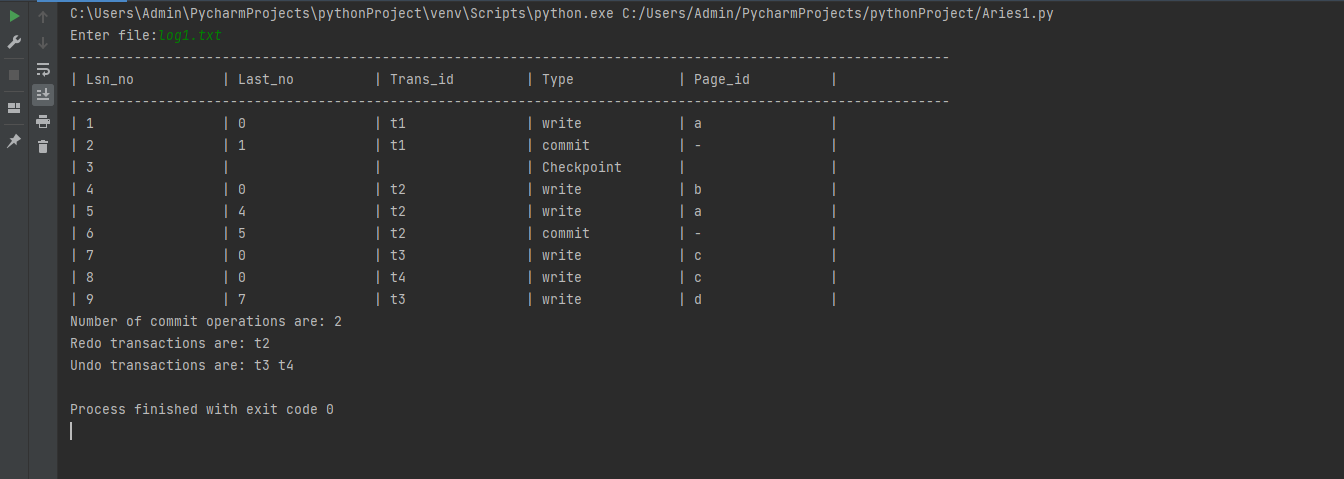 C:\Users\Admin\PycharmProjects\pythonProject\venv\Scripts\python.exe C:/Users/Admin/PycharmProjects/pythonProject/Aries1.py
Enter file:log1.txt
--------------------------------------------------------------------------------------------------------------
| Lsn_no           | Last_no          | Trans_id         | Type             | Page_id          |
--------------------------------------------------------------------------------------------------------------
| 1                | 0                | t1               | write            | a                |
| 2                | 1                | t1               | commit           | -                |
| 3                |                  |                  | Checkpoint       |                  |
| 4                | 0                | t2               | write            | b                |
| 5                | 4                | t2               | write            | a                |
| 6                | 5                | t2               | commit           | -                |
| 7                | 0                | t3               | write            | c                |
| 8                | 0                | t4               | write            | c                |
| 9                | 7                | t3               | write            | d                |
Number of commit operations are: 2
Redo transactions are: t2
Undo transactions are: t3 t4
Process finished with exit code 0